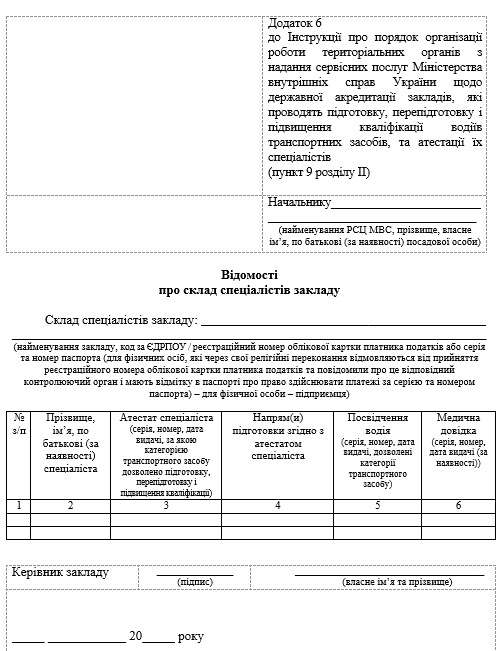 Додаток 6
до Інструкції про порядок організації
роботи територіальних органів з
надання сервісних послуг Міністерства
внутрішніх справ України щодо
державної акредитації закладів, які
проводять підготовку, перепідготовку і
підвищення кваліфікації водіїв
транспортних засобів, та атестації їх
спеціалістів
(пункт 9 розділу II)
Начальнику________________________
__________________________________
(найменування РСЦ МВС, прізвище, власне
ім’я, по батькові (за наявності) посадової особи)
Відомості
про склад спеціалістів закладу
Склад спеціалістів закладу: ________________________________________________
(найменування закладу, код за ЄДРПОУ / реєстраційний номер облікової картки платника податків або серія
та номер паспорта (для фізичних осіб, які через свої релігійні переконання відмовляються від прийняття
реєстраційного номера облікової картки платника податків та повідомили про це відповідний
контролюючий орган і мають відмітку в паспорті про право здійснювати платежі за серією та номером
паспорта) – для фізичної особи – підприємця)
№
з/п
Прізвище,
ім’я, по
батькові (за
наявності)
спеціаліста
Атестат спеціаліста
(серія, номер, дата
видачі, за якою
категорією
транспортного засобу
дозволено підготовку,
перепідготовку і
підвищення кваліфікації)
Напрям(и)
підготовки згідно з
атестатом
спеціаліста
Посвідчення
водія
(серія, номер, дата
видачі, дозволені
категорії
транспортного
засобу)
Медична
довідка
(серія, номер,
дата видачі (за
наявності))
1 2 3 4 5 6
Керівник закладу _____________ ________________________________
(підпис) (власне ім’я та прізвище)
_____ ____________ 20_____ року